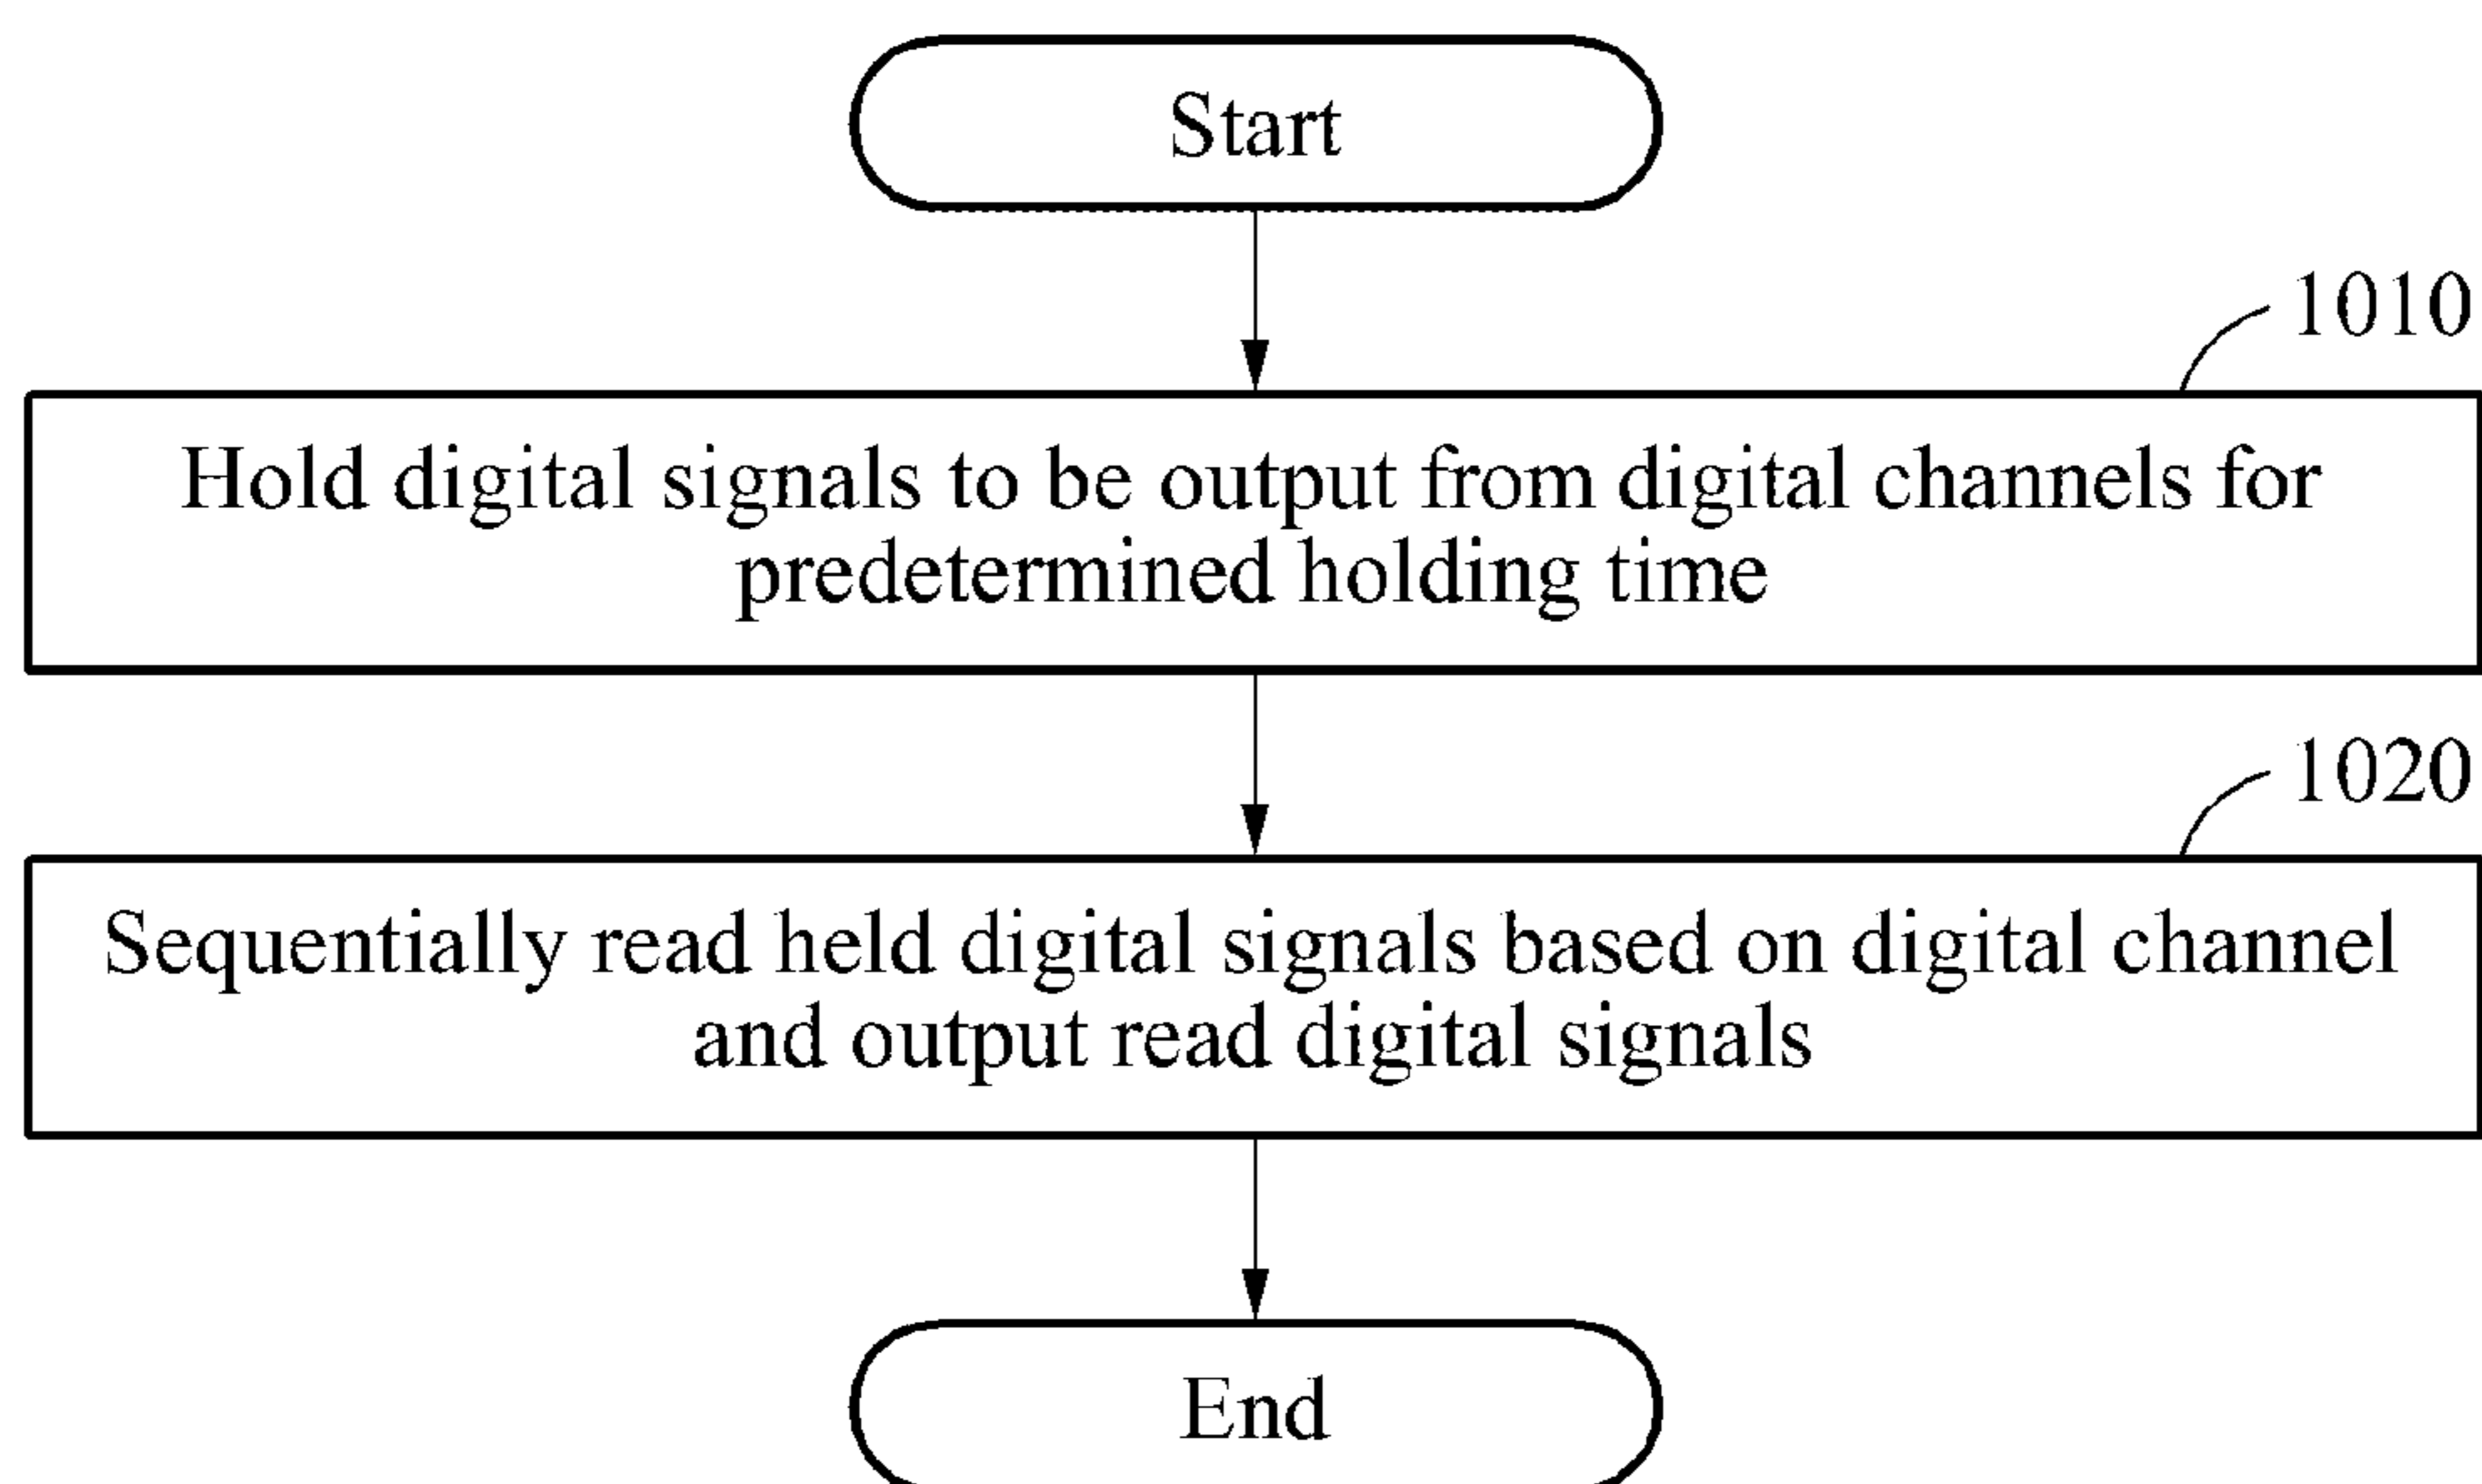 Start
1010
Hold digital signals to be output from digital channels for
predetermined holding time
1020
Sequentially read held digital signals based on digital channel
and output read digital signals
End